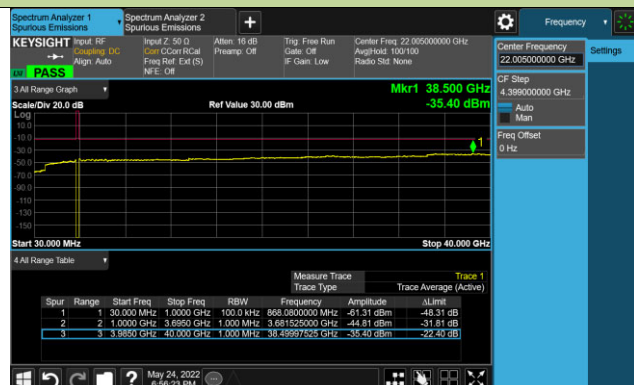 Spectrum Analyzer 1
Spurious Emissions
Spectrum Analyzer 2
Spurious Emissions
Frequency
KEYSIGHT
Input: RF
Coupling: DC
Align: Auto
Input Z: 50 Ω
Corr CCorr RCal
Freq Ref: Ext (S)
NFE: Off
Atten: 16 dB
Preamp: Off
Trig: Free Run
Gate: Off
IF Gain: Low
Center Freq: 22.005000000 GHz
Avg|Hold: 100/100
Radio Std: None
PASS
Center Frequency
22.005000000 GHz
Settings
CF Step
4.399000000 GHz
Auto
Man
Freq Offset
0 Hz
3 All Range Graph
Mkr1 38.500 GHz
Scale/Div 20.0 dB
Ref Value 30.00 dBm
-35.40 dBm
Log
10.0
-10.0
-30.0
-50.0
-70.0
-90.0
-110
-130
-150
1
Start 30.000 MHz
Stop 40.000 GHz
4 All Range Table
Measure Trace Trace 1
Trace Type Trace Average (Active)
Spur Range Start Freq Stop Freq RBW Frequency Amplitude ΔLimit
1 1 30.000 MHz 1.0000 GHz 100.0 kHz 868.0800000 MHz -61.31 dBm -48.31 dB
2 2 1.0000 GHz 3.6950 GHz 1.000 MHz 3.681525000 GHz -44.81 dBm -31.81 dB
3 3 3.9850 GHz 40.000 GHz 1.000 MHz 38.49997525 GHz -35.40 dBm -22.40 dB
May 24, 2022
6:56:23 PM